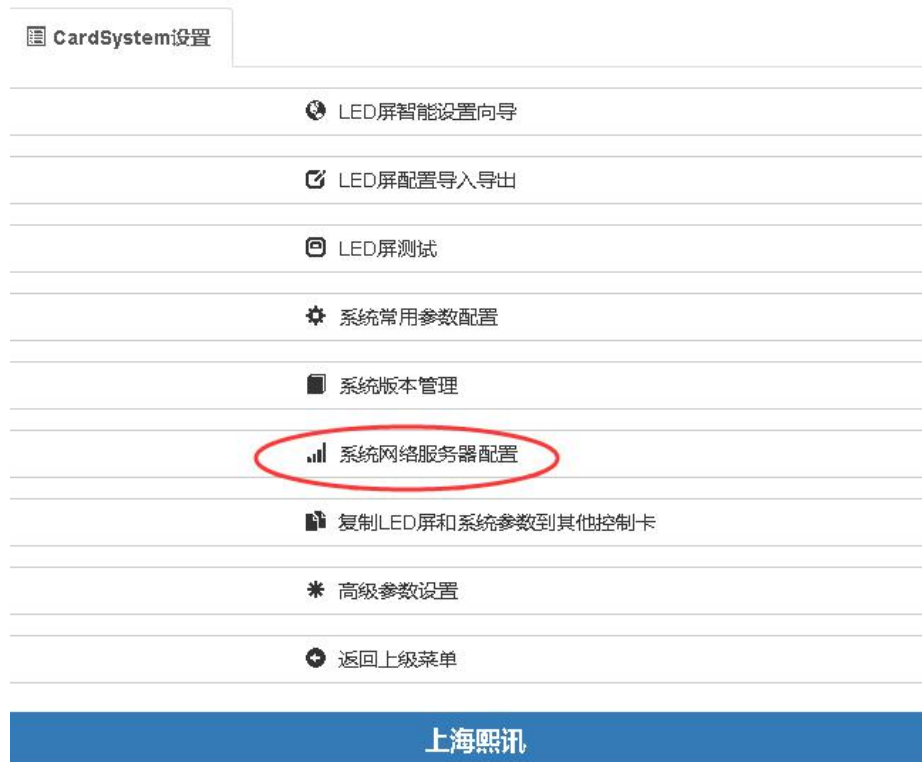 CardSystem设置
LED屏智能设置向导
LED屏配置导入导出
LED屏测试
系统常用参数配置
系统版本管理
系统网络服务器配置
复制LED屏和系统参数到其他控制卡
高级参数设置
返回上级菜单
上海熙讯